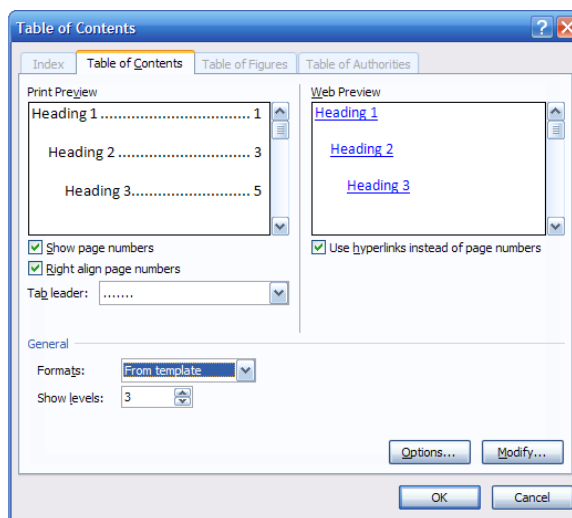 Table of Contents
Index Table of Contents Table of Figures Table of Authorities
Print Preview
Heading 1 .................................. 1
Heading 2 .............................. 3
Heading 3........................... 5
Web Preview
Heading 1
Heading 2
Heading 3
Show page numbers
Right align page numbers
Tab leader: .......
Use hyperlinks instead of page numbers
General
Formats: From template
Show levels: 3
Options... Modify...
OK Cancel